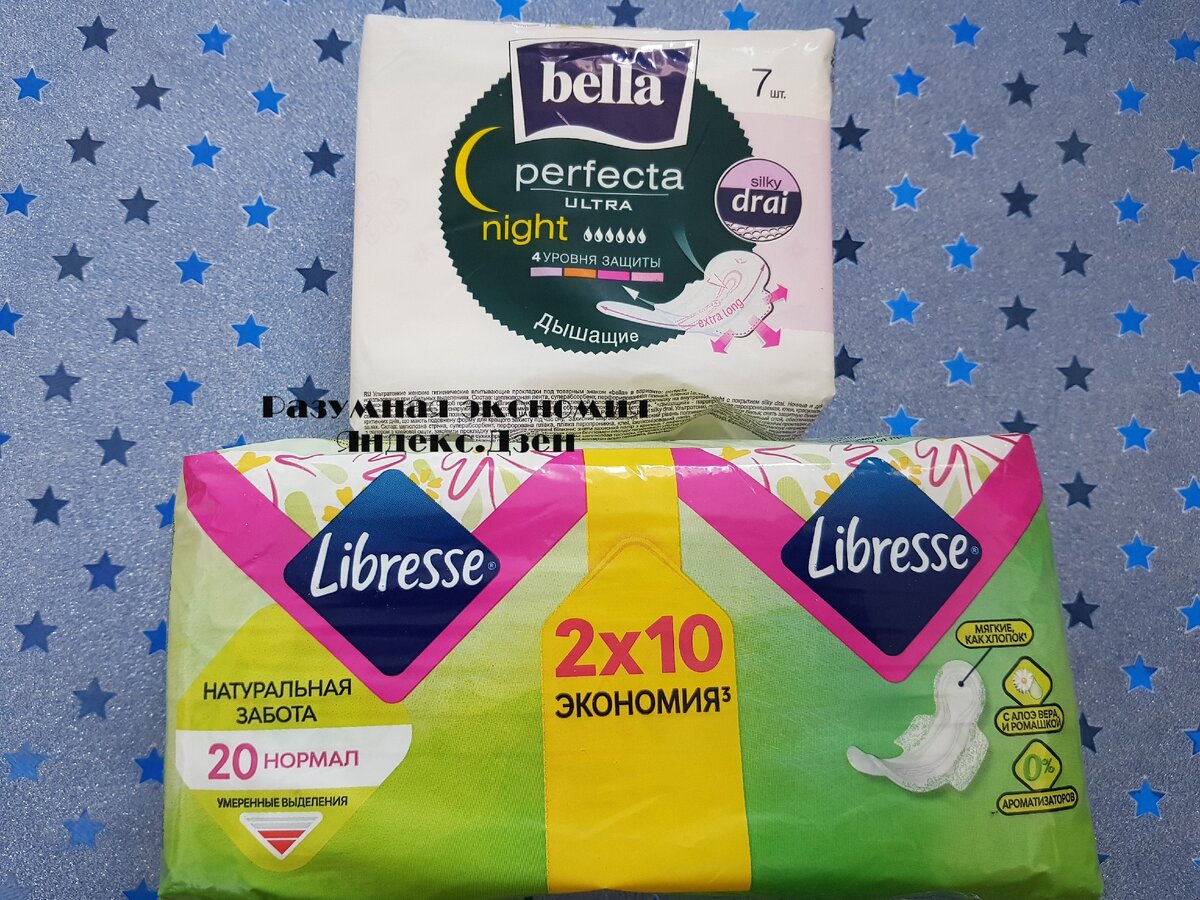 bella
7 шт.
perfecta
ULTRA
night
silky
drai
4 УРОВНЯ ЗАЩИТЫ
extra long
Дышащие
Разумная экономия
Яндекс.Дзен
Libresse®
Libresse®
2x10
ЭКОНОМИЯ³
НАТУРАЛЬНАЯ
ЗАБОТА
20 НОРМАЛ
УМЕРЕННЫЕ ВЫДЕЛЕНИЯ
МЯГКИЕ,
КАК ХЛОПОК¹
С АЛОЭ ВЕРА
И РОМАШКОЙ
0%
АРОМАТИЗАТОРОВ